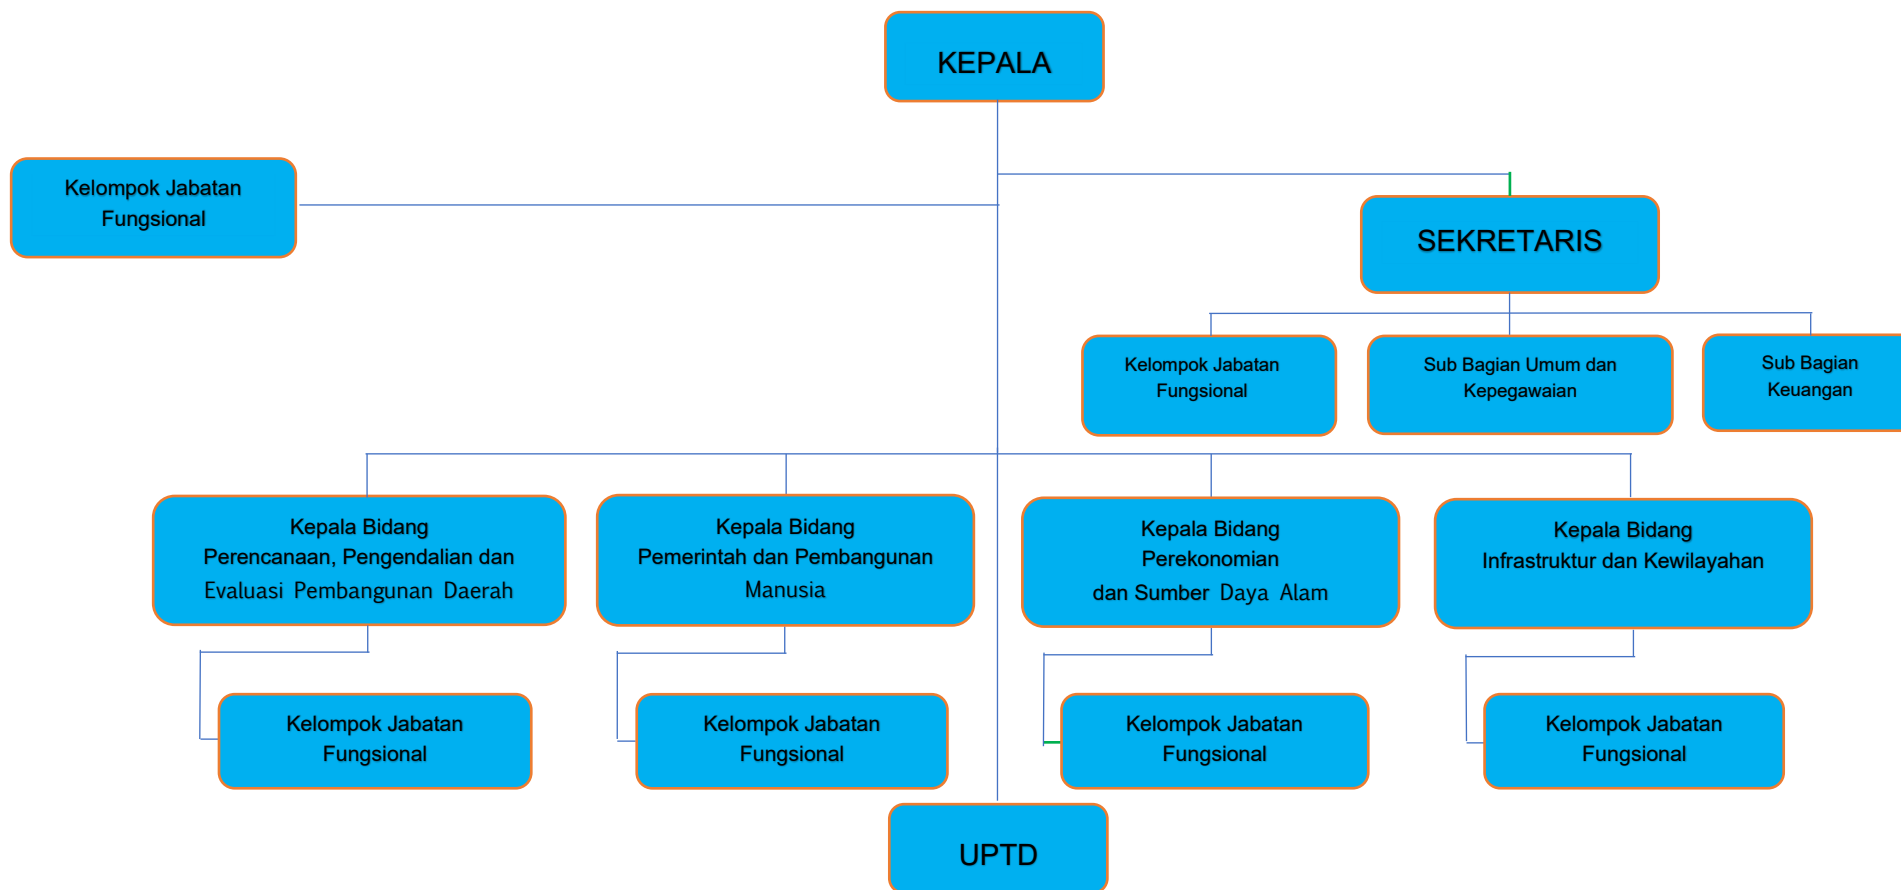 KEPALA
Kelompok Jabatan
Fungsional
SEKRETARIS
Kelompok Jabatan
Fungsional
Sub Bagian Umum dan
Kepegawaian
Sub Bagian
Keuangan
Kepala Bidang
Perencanaan, Pengendalian dan
Evaluasi Pembangunan Daerah
Kepala Bidang
Pemerintah dan Pembangunan
Manusia
Kepala Bidang
Perekonomian
dan Sumber Daya Alam
Kepala Bidang
Infrastruktur dan Kewilayahan
Kelompok Jabatan
Fungsional
Kelompok Jabatan
Fungsional
Kelompok Jabatan
Fungsional
Kelompok Jabatan
Fungsional
UPTD